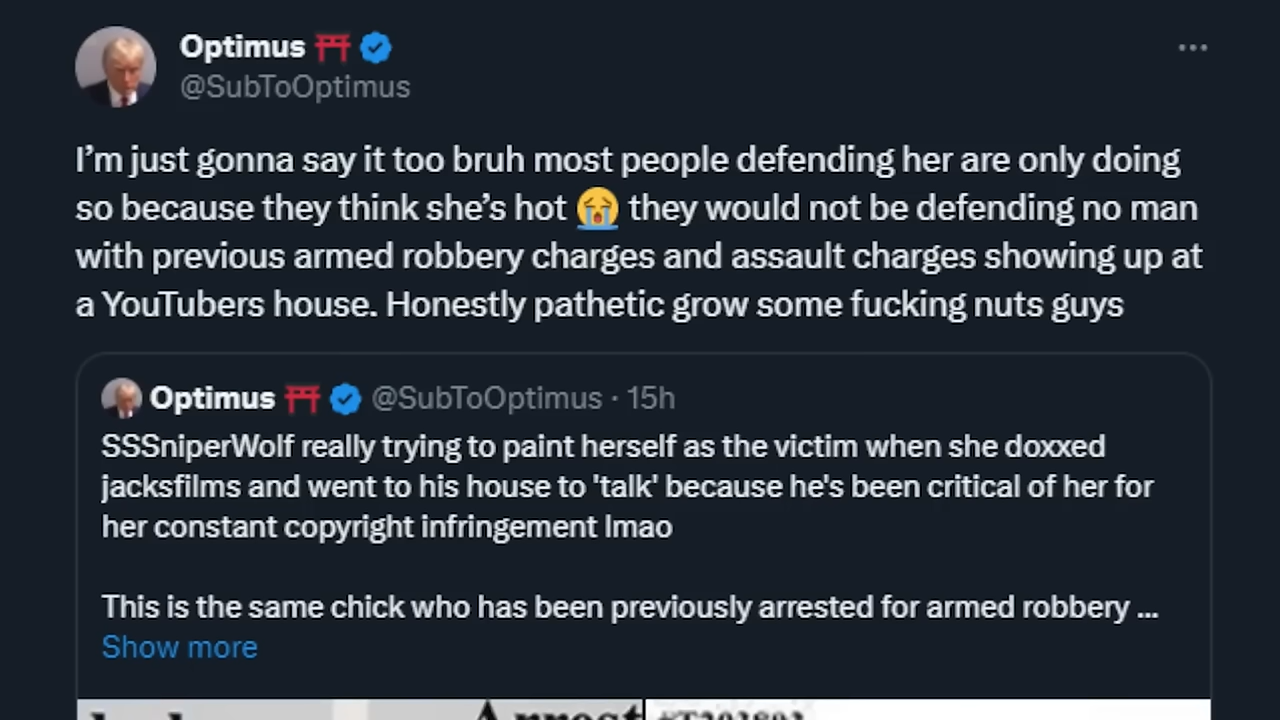 Optimus
@SubToOptimus
I’m just gonna say it too bruh most people defending her are only doing
so because they think she’s hot 😭 they would not be defending no man
with previous armed robbery charges and assault charges showing up at
a YouTubers house. Honestly pathetic grow some fucking nuts guys
Optimus @SubToOptimus · 15h
SSSniperWolf really trying to paint herself as the victim when she doxxed
jacksfilms and went to his house to 'talk' because he's been critical of her for
her constant copyright infringement lmao
This is the same chick who has been previously arrested for armed robbery ...
Show more
Arrest